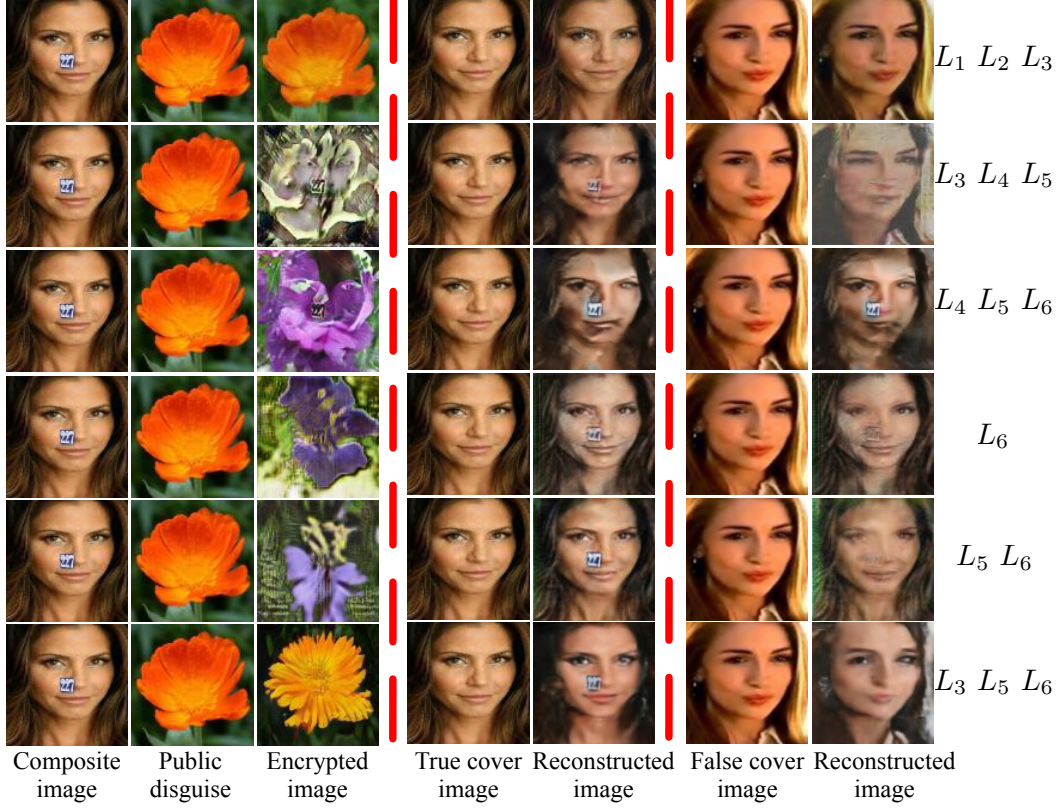 L₁ L₂ L₃
L₃ L₄ L₅
L₄ L₅ L₆
L₆
L₅ L₆
L₃ L₅ L₆
Composite
image
Public
disguise
Encrypted
image
True cover
image
Reconstructed
image
False cover
image
Reconstructed
image